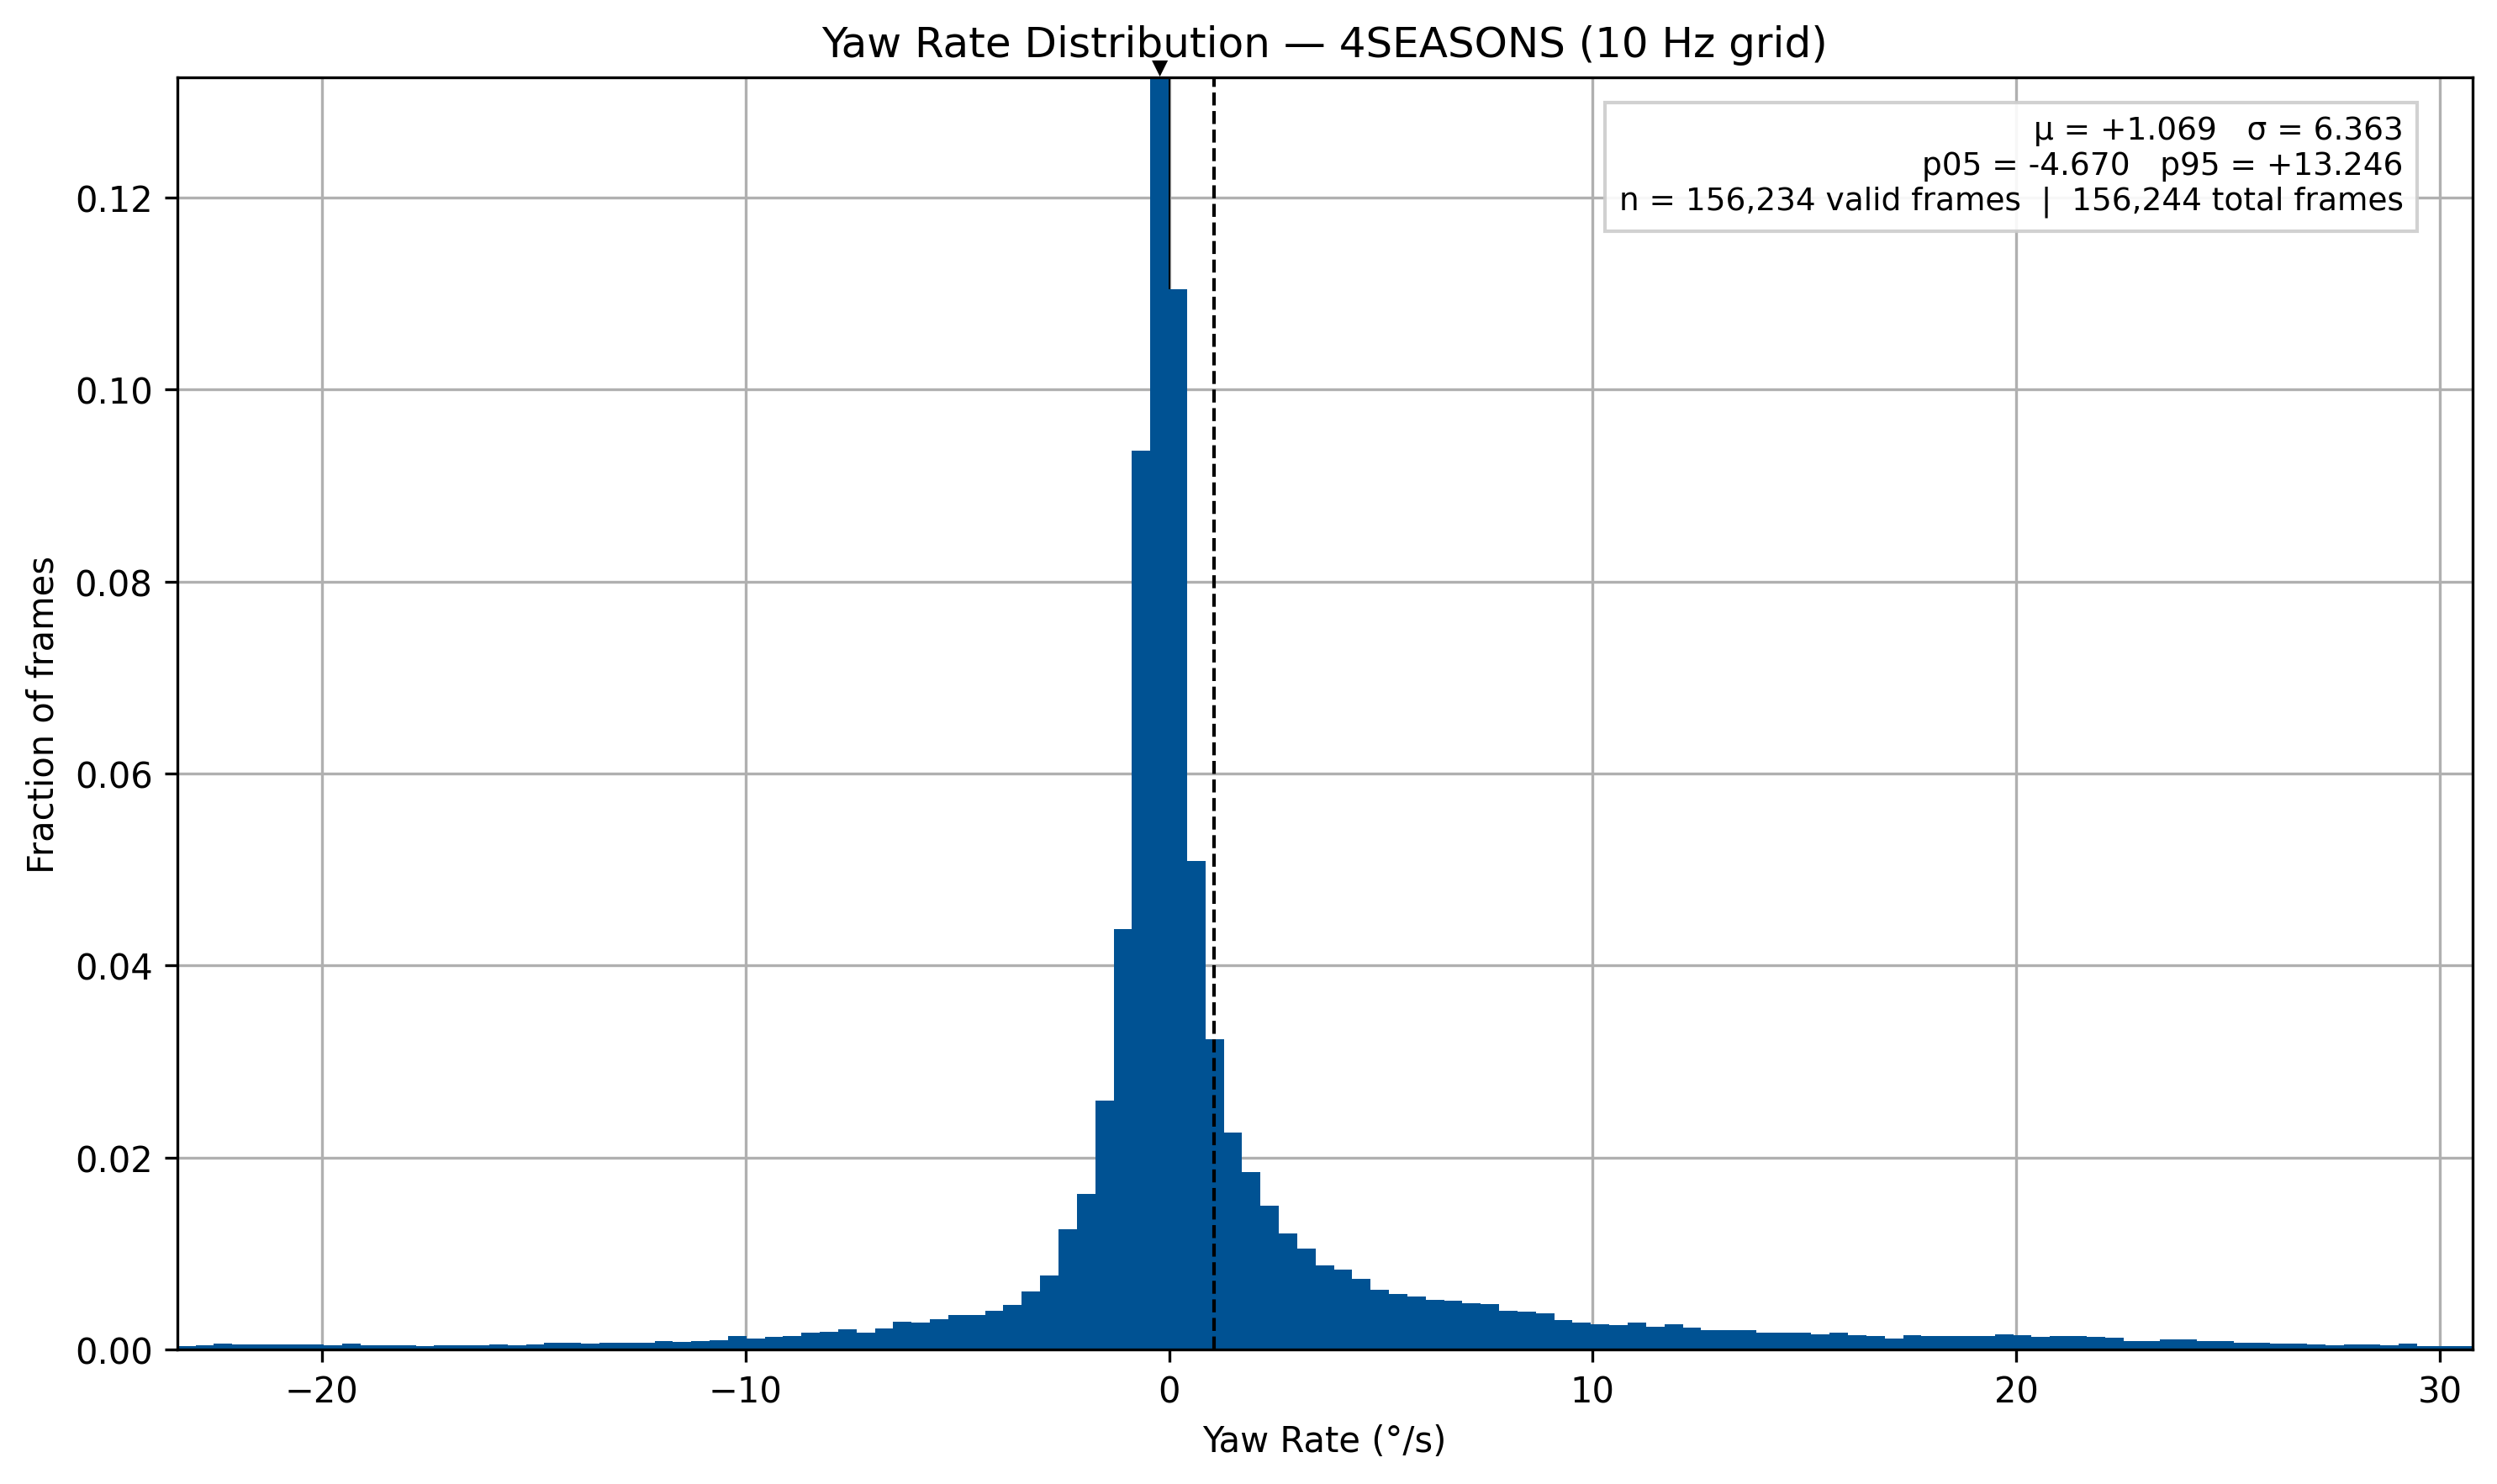 Yaw Rate Distribution — 4SEASONS (10 Hz grid)
μ = +1.069   σ = 6.363
p05 = -4.670   p95 = +13.246
n = 156,234 valid frames  |  156,244 total frames
Fraction of frames
0.12
0.10
0.08
0.06
0.04
0.02
0.00
−20
−10
0
10
20
30
Yaw Rate (°/s)